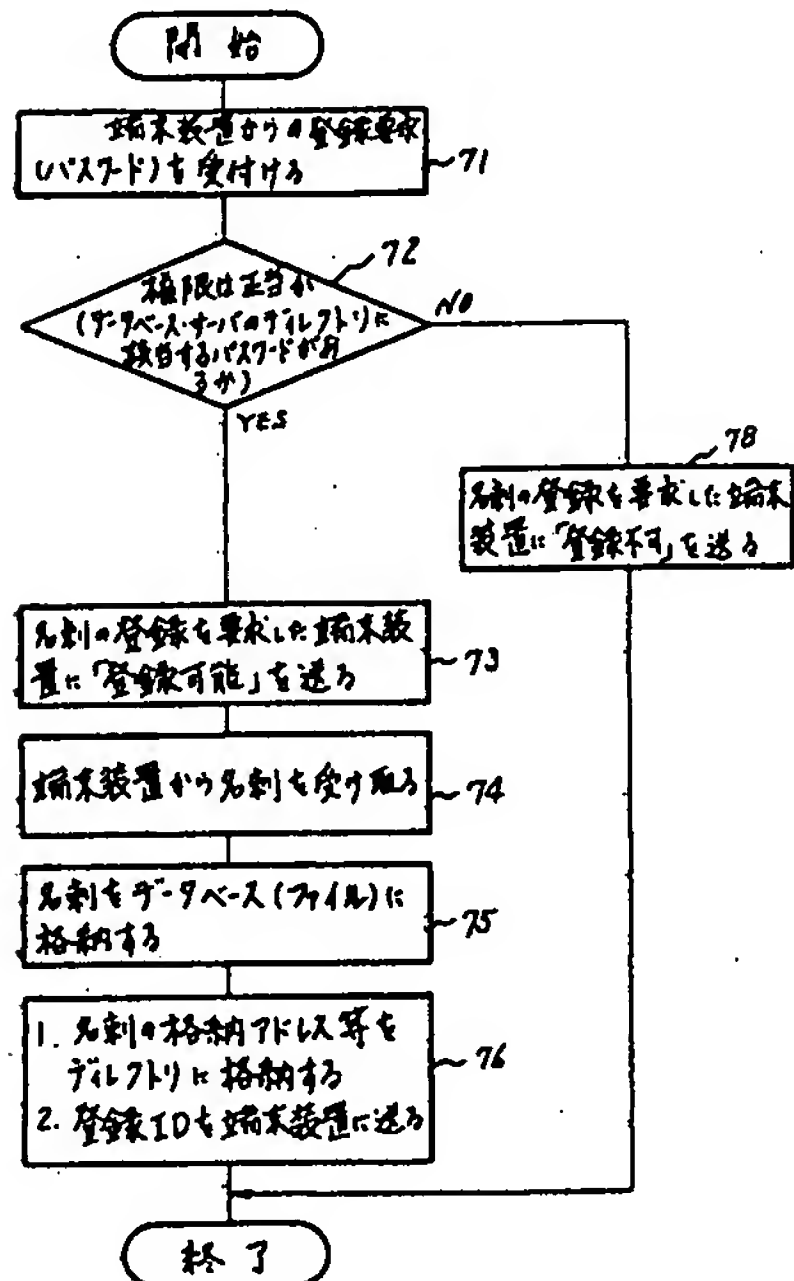 開始
端末装置からの登録要求
(パスワード)を受付ける
71
72
権限は正当か
(データベース・サーバのディレクトリに
該当するパスワードがあ
るか)
NO
YES
78
名刺の登録を要求した端末
装置に「登録不可」を送る
名刺の登録を要求した端末装
置に「登録可能」を送る
73
端末装置から名刺を受け取る
74
名刺をデータベース(ファイル)に
格納する
75
1. 名刺の格納アドレス等を
ディレクトリに格納する
2. 登録IDを端末装置に送る
76
終了